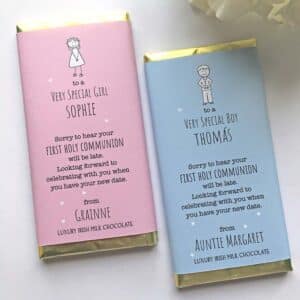 to a
VERY SPECIAL GIRL
SOPHIE
Sorry to hear your
FIRST HOLY COMMUNION
will be late.
Looking forward to
celebrating with you when
you have your new date.
from
GRAINNE
LUXURY IRISH MILK CHOCOLATE
to a
VERY SPECIAL BOY
THOMÁS
Sorry to hear your
FIRST HOLY COMMUNION
will be late.
Looking forward to
celebrating with you when
you have your new date.
from
AUNTIE MARGARET
LUXURY IRISH MILK CHOCOLATE